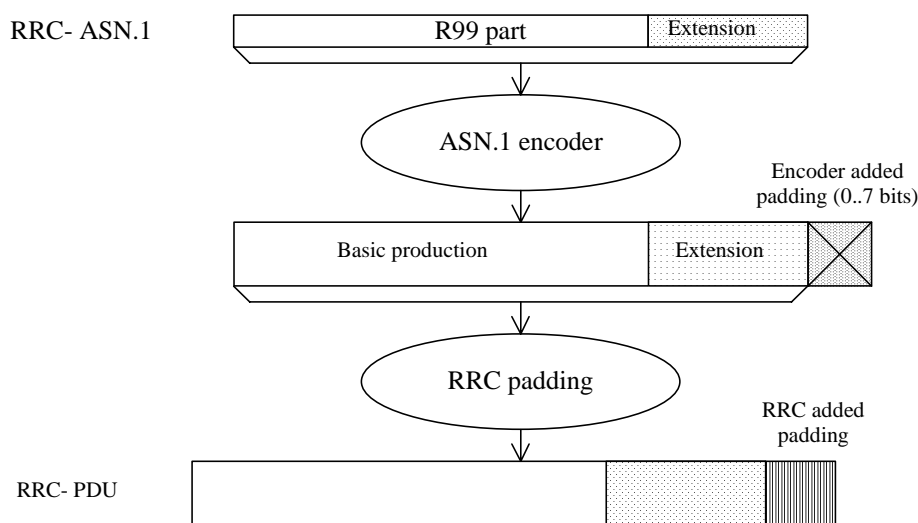 RRC- ASN.1
R99 part
Extension
ASN.1 encoder
Encoder added
padding (0..7 bits)
Basic production
Extension
RRC padding
RRC added
padding
RRC- PDU